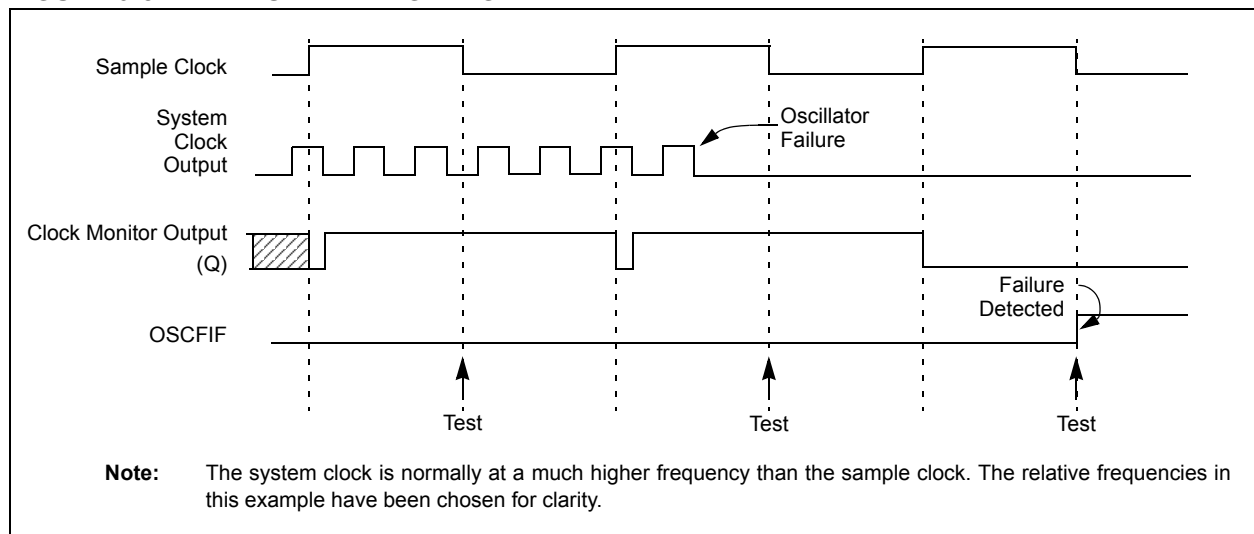 Sample Clock
System
Clock
Output
Oscillator
Failure
Clock Monitor Output
(Q)
Failure
Detected
OSCFIF
Test
Test
Test
Note: The system clock is normally at a much higher frequency than the sample clock. The relative frequencies in
this example have been chosen for clarity.